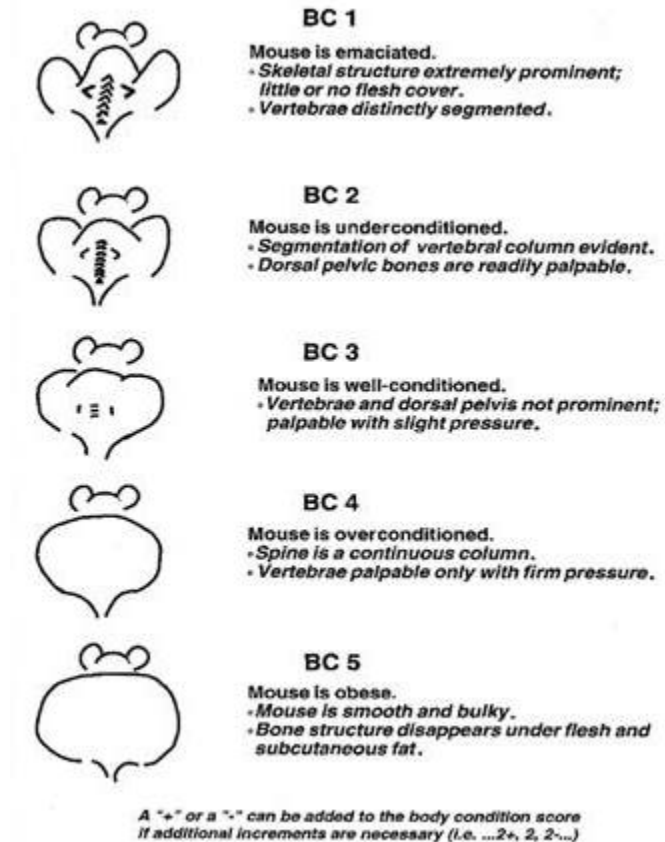 BC 1
Mouse is emaciated.
• Skeletal structure extremely prominent;
little or no flesh cover.
• Vertebrae distinctly segmented.
BC 2
Mouse is underconditioned.
• Segmentation of vertebral column evident.
• Dorsal pelvic bones are readily palpable.
BC 3
Mouse is well-conditioned.
• Vertebrae and dorsal pelvis not prominent;
palpable with slight pressure.
BC 4
Mouse is overconditioned.
• Spine is a continuous column.
• Vertebrae palpable only with firm pressure.
BC 5
Mouse is obese.
• Mouse is smooth and bulky.
• Bone structure disappears under flesh and
subcutaneous fat.
A "+" or a "-" can be added to the body condition score
if additional increments are necessary (i.e. ...2+, 2, 2-...)